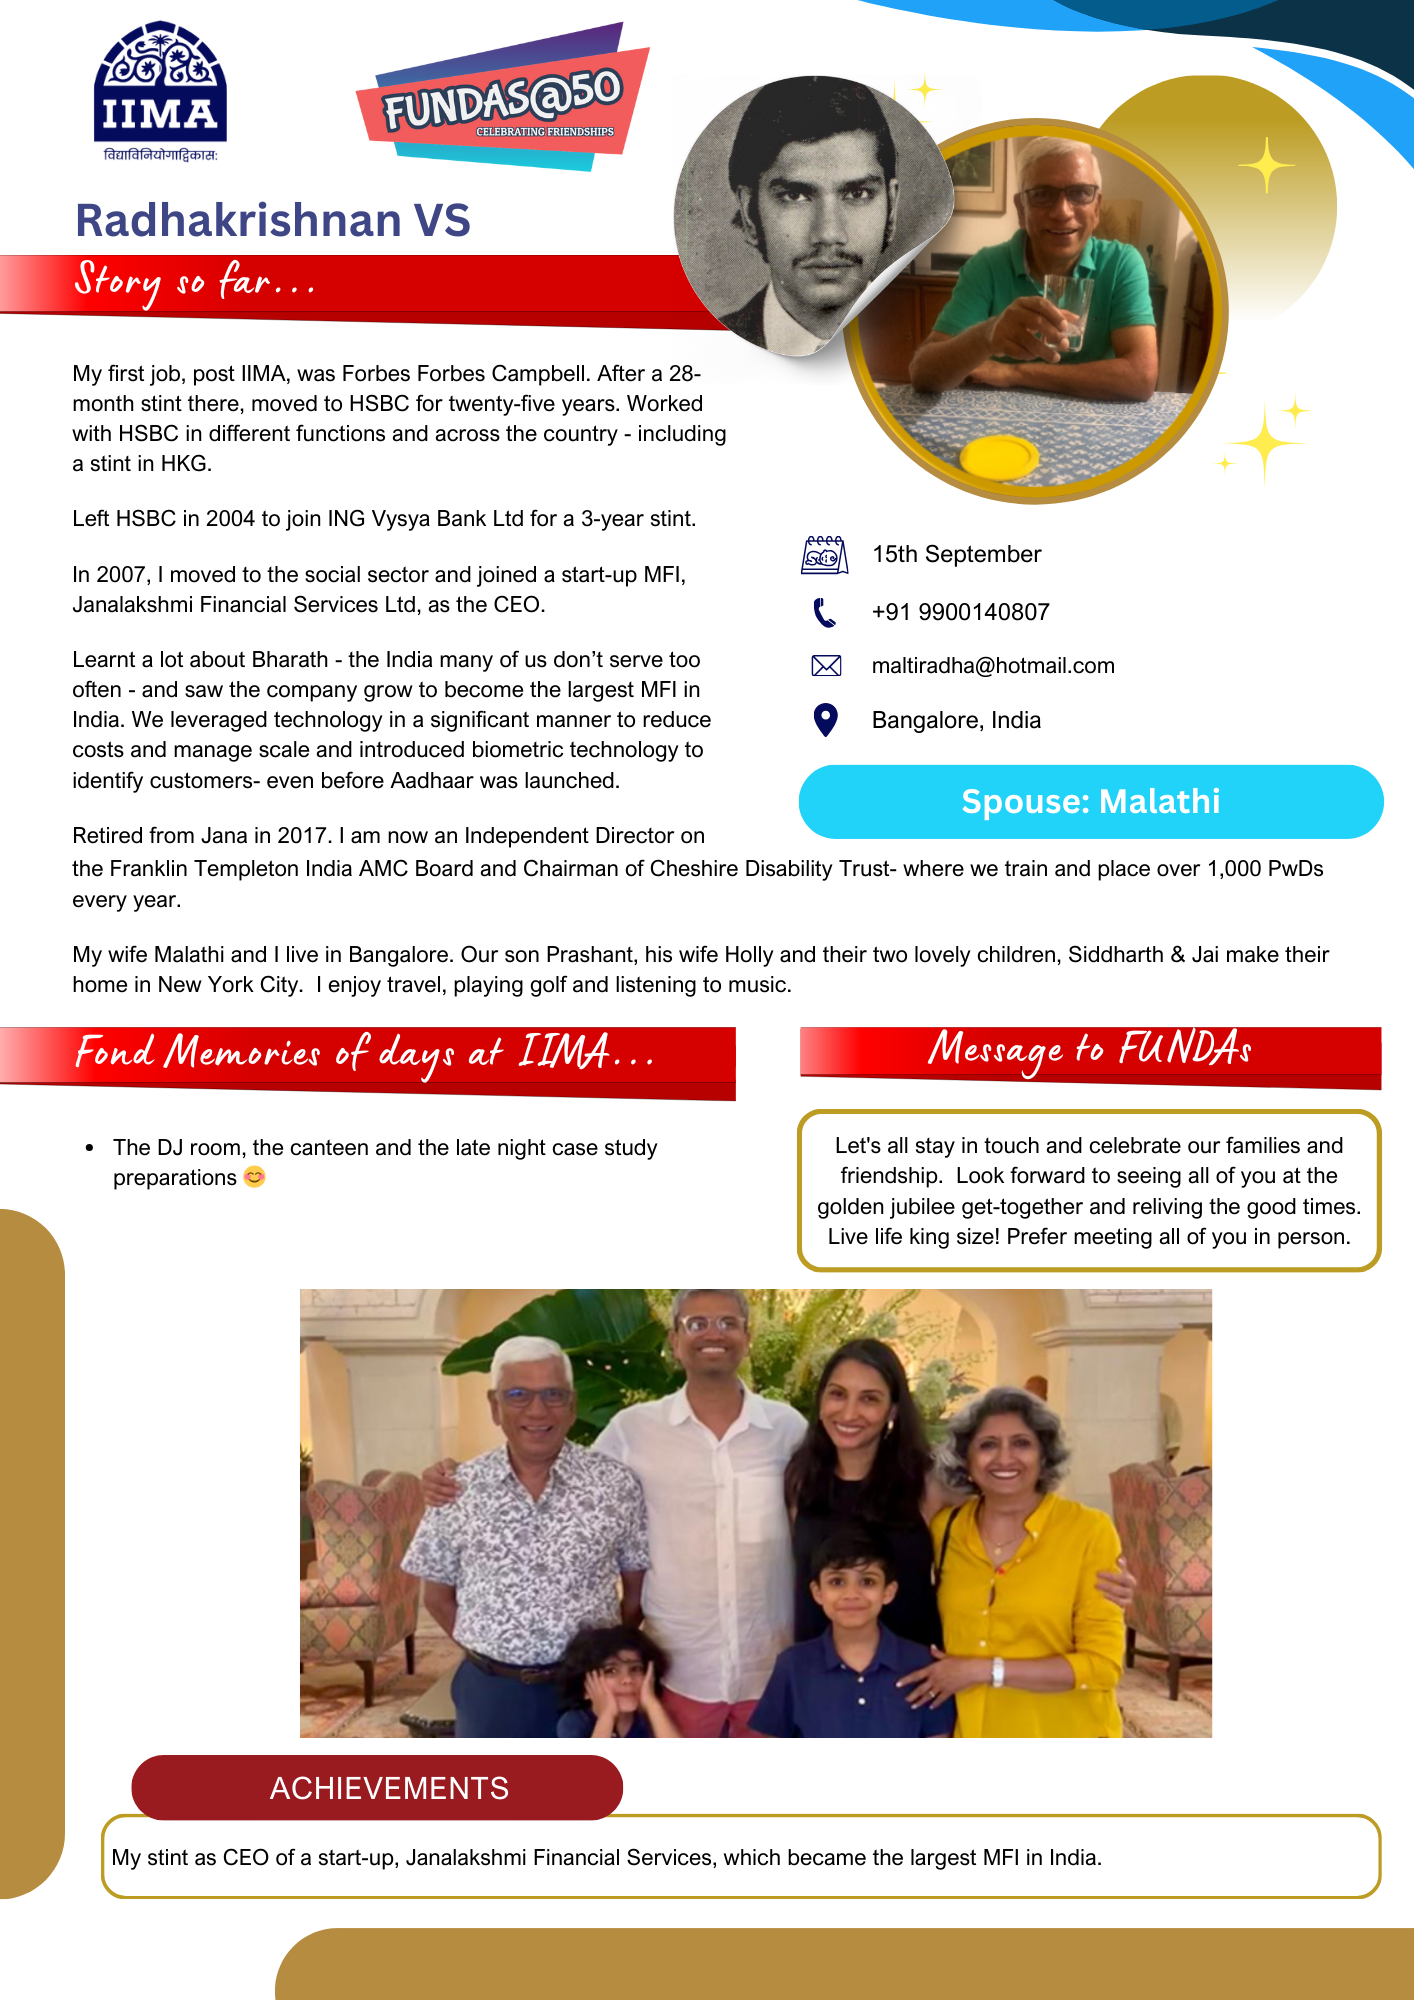 IIMA
विद्याविनियोगाद्विकास:
FUNDAS@50
CELEBRATING FRIENDSHIPS
Radhakrishnan VS
Story so far...
My first job, post IIMA, was Forbes Forbes Campbell. After a 28-
month stint there, moved to HSBC for twenty-five years. Worked
with HSBC in different functions and across the country - including
a stint in HKG.
Left HSBC in 2004 to join ING Vysya Bank Ltd for a 3-year stint.
In 2007, I moved to the social sector and joined a start-up MFI,
Janalakshmi Financial Services Ltd, as the CEO.
Learnt a lot about Bharath - the India many of us don’t serve too
often - and saw the company grow to become the largest MFI in
India. We leveraged technology in a significant manner to reduce
costs and manage scale and introduced biometric technology to
identify customers- even before Aadhaar was launched.
Retired from Jana in 2017. I am now an Independent Director on
the Franklin Templeton India AMC Board and Chairman of Cheshire Disability Trust- where we train and place over 1,000 PwDs
every year.
My wife Malathi and I live in Bangalore. Our son Prashant, his wife Holly and their two lovely children, Siddharth & Jai make their
home in New York City.  I enjoy travel, playing golf and listening to music.
15th September
+91 9900140807
maltiradha@hotmail.com
Bangalore, India
Spouse: Malathi
Fond Memories of days at IIMA...
• The DJ room, the canteen and the late night case study
preparations 😊
Message to FUNDAs
Let's all stay in touch and celebrate our families and
friendship.  Look forward to seeing all of you at the
golden jubilee get-together and reliving the good times.
Live life king size! Prefer meeting all of you in person.
ACHIEVEMENTS
My stint as CEO of a start-up, Janalakshmi Financial Services, which became the largest MFI in India.